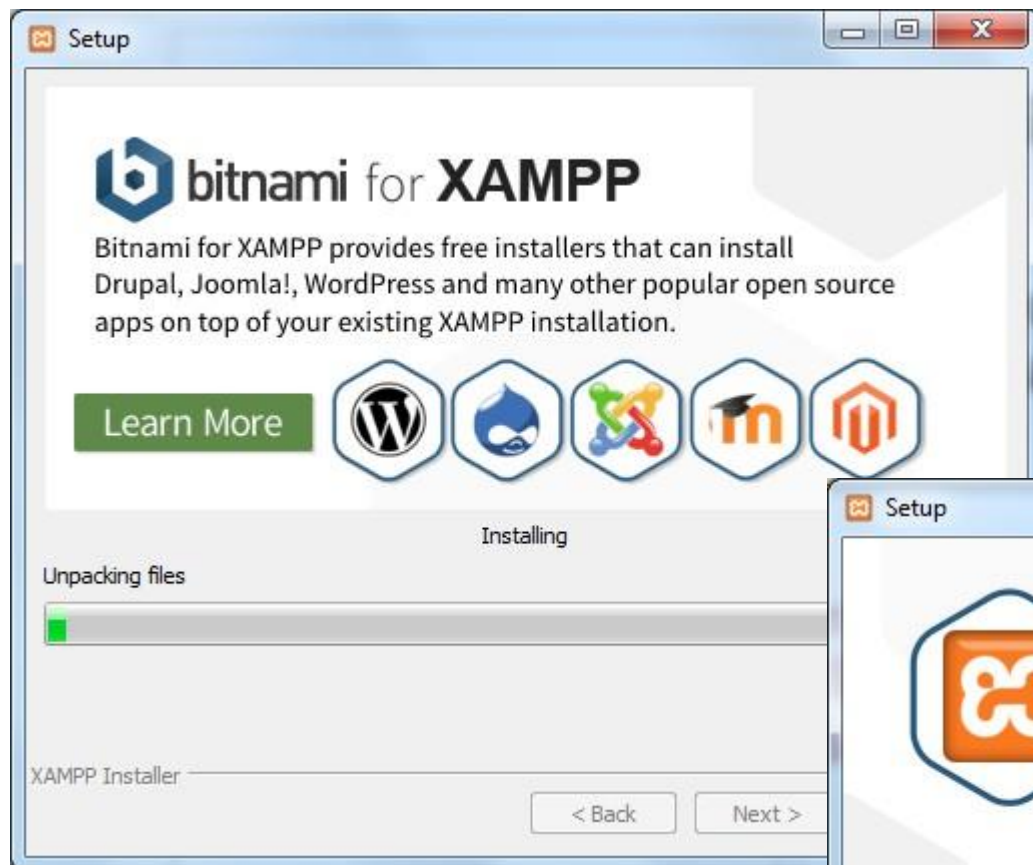 Setup
bitnami for XAMPP
Bitnami for XAMPP provides free installers that can install
Drupal, Joomla!, WordPress and many other popular open source
apps on top of your existing XAMPP installation.
Learn More
Installing
Unpacking files
XAMPP Installer
< Back
Next >
Setup